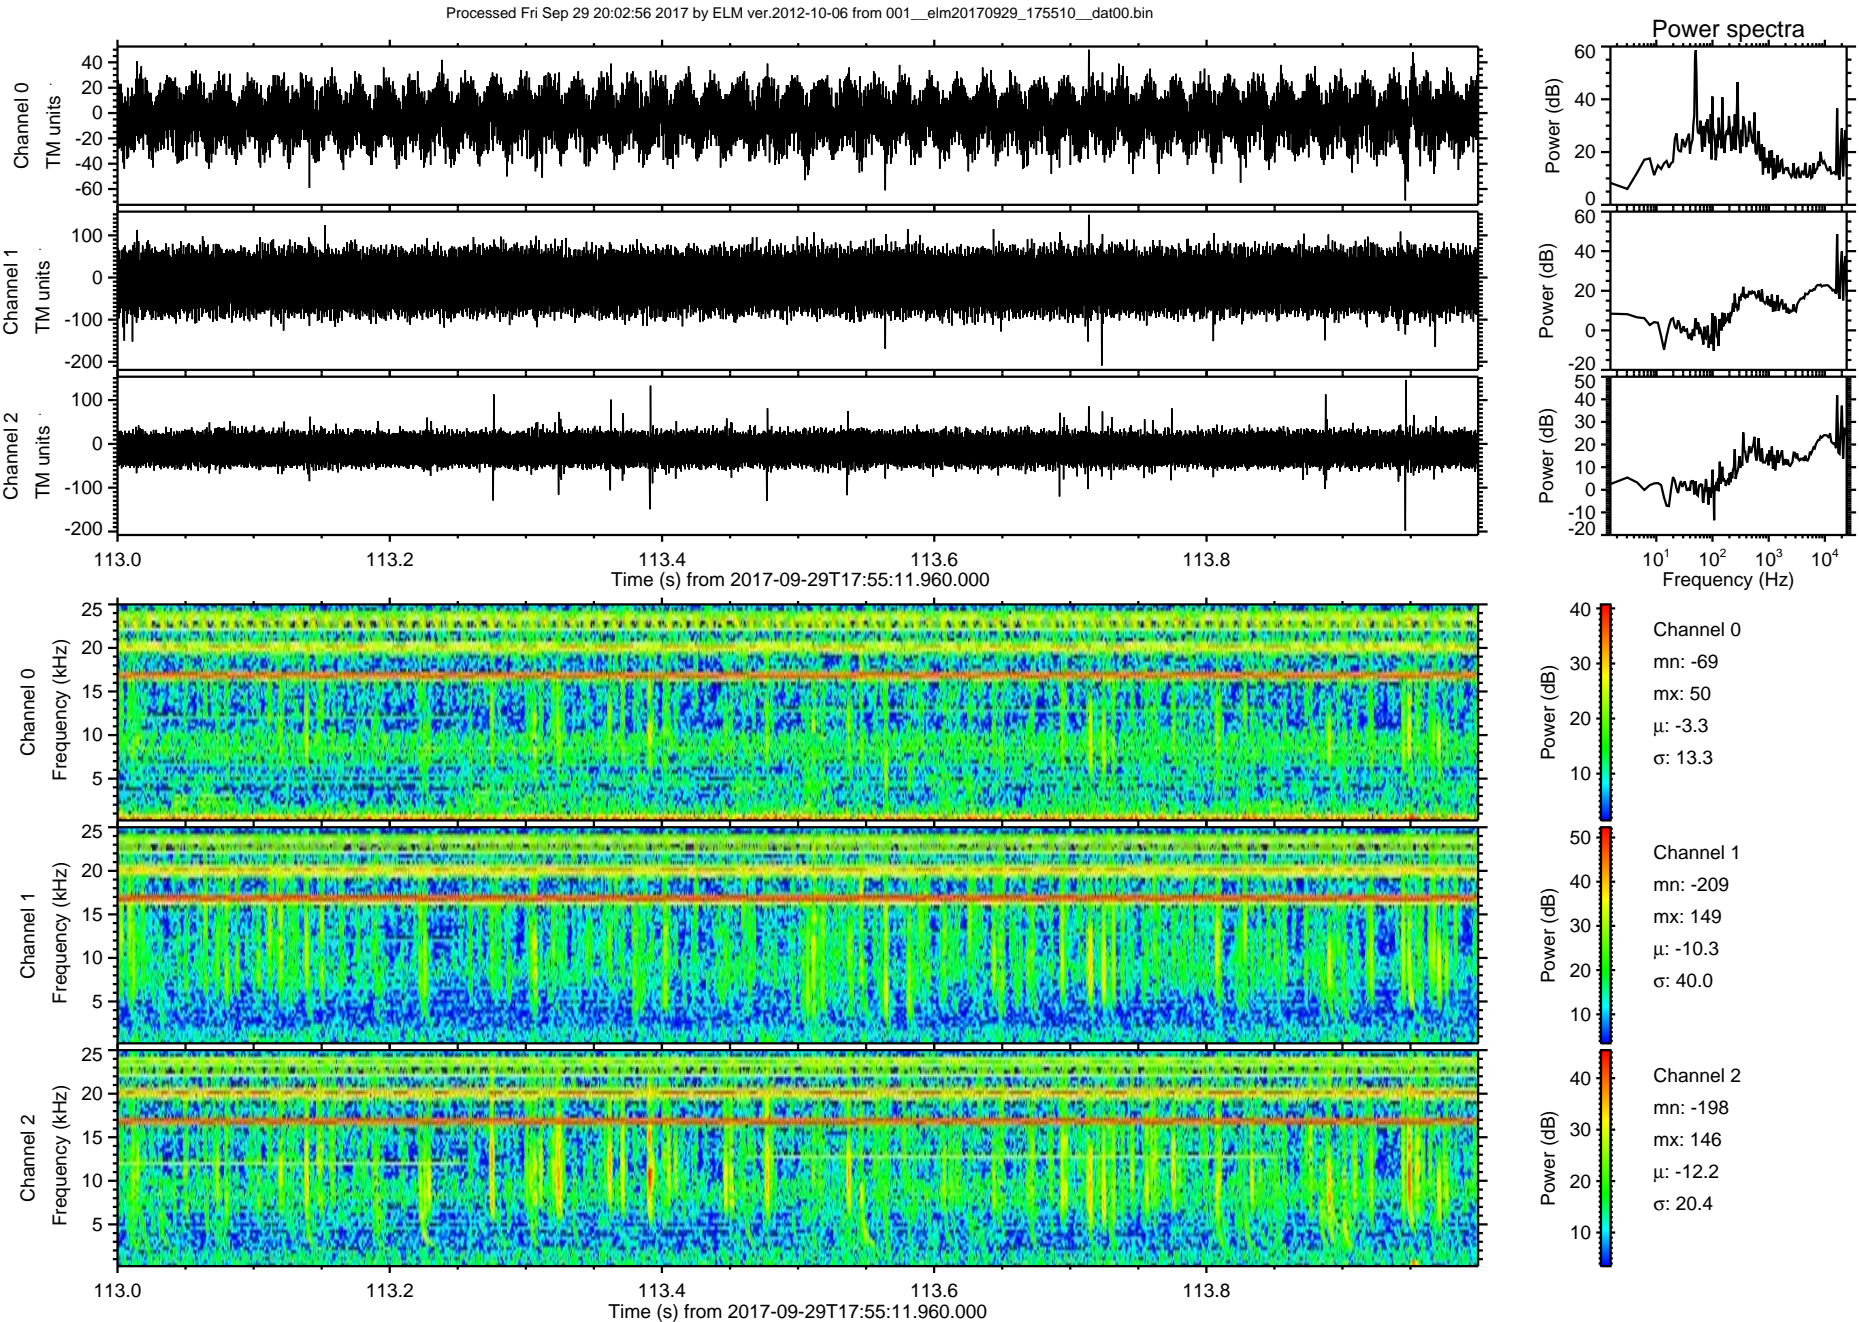 Processed Fri Sep 29 20:02:56 2017 by ELM ver.2012-10-06 from 001__elm20170929_175510__dat00.bin
Power spectra
Channel 0
TM units
40
20
0
-20
-40
-60
Power (dB)
60
40
20
0
Channel 1
TM units
100
0
-100
-200
Power (dB)
60
40
20
0
-20
Channel 2
TM units
100
0
-100
-200
Power (dB)
50
40
30
20
10
0
-10
-20
113.0 113.2 113.4 113.6 113.8
Time (s) from 2017-09-29T17:55:11.960.000
10^1 10^2 10^3 10^4
Frequency (Hz)
Channel 0
Frequency (kHz)
25
20
15
10
5
Power (dB)
40
30
20
10
Channel 0
mn: -69
mx: 50
μ: -3.3
σ: 13.3
Channel 1
Frequency (kHz)
25
20
15
10
5
Power (dB)
50
40
30
20
10
Channel 1
mn: -209
mx: 149
μ: -10.3
σ: 40.0
Channel 2
Frequency (kHz)
25
20
15
10
5
Power (dB)
40
30
20
10
Channel 2
mn: -198
mx: 146
μ: -12.2
σ: 20.4
113.0 113.2 113.4 113.6 113.8
Time (s) from 2017-09-29T17:55:11.960.000